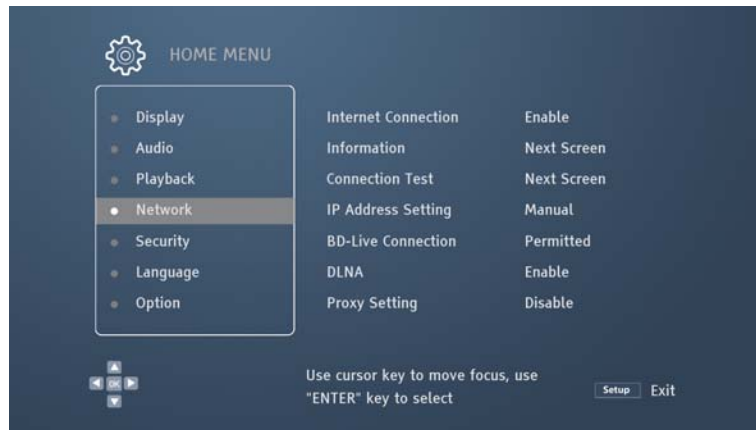 HOME MENU
Display Internet Connection Enable
Audio Information Next Screen
Playback Connection Test Next Screen
Network IP Address Setting Manual
Security BD-Live Connection Permitted
Language DLNA Enable
Option Proxy Setting Disable
OK
Use cursor key to move focus, use
"ENTER" key to select
Setup Exit